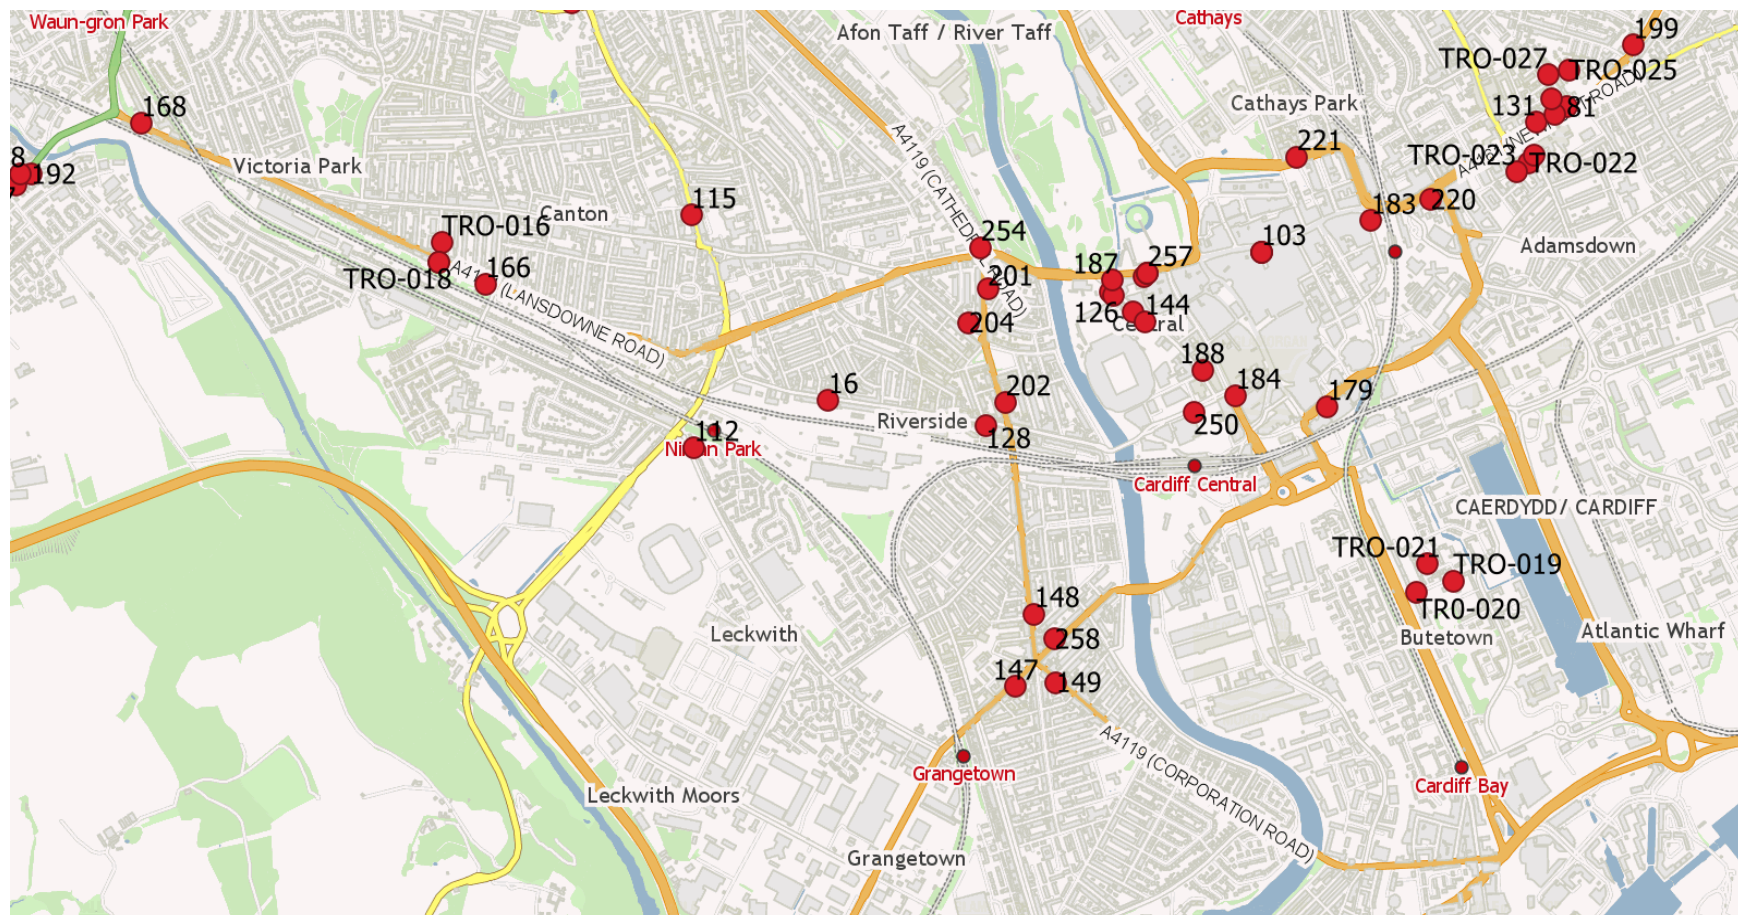 Waun-gron Park
Afon Taff / River Taff
Cathays
199
TRO-027
TRO-025
168
Cathays Park
131
181
221
8
192
Victoria Park
TRO-023
TRO-022
A4119 (CATHEDRAL ROAD)
115
Canton
TRO-016
183
220
254
103
Adamsdown
TRO-018
166
(LANSDOWNE ROAD)
187
257
201
126
144
Central
204
188
16
202
184
179
Riverside
128
250
112
Ninian Park
Cardiff Central
CAERDYDD/ CARDIFF
TRO-021
TRO-019
148
TR0-020
Leckwith
258
Butetown
Atlantic Wharf
147
149
A4119 (CORPORATION ROAD)
Grangetown
Cardiff Bay
Leckwith Moors
Grangetown